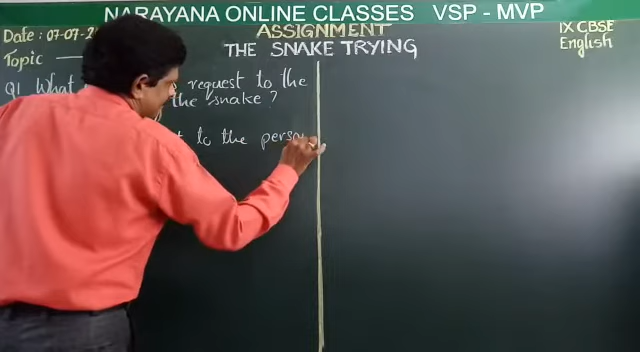 NARAYANA ONLINE CLASSES VSP - MVP
Date : 07-07-2
ASSIGNMENT
IX CBSE
Topic
THE SNAKE TRYING
English
Q1 What request to the
the snake?
to the person